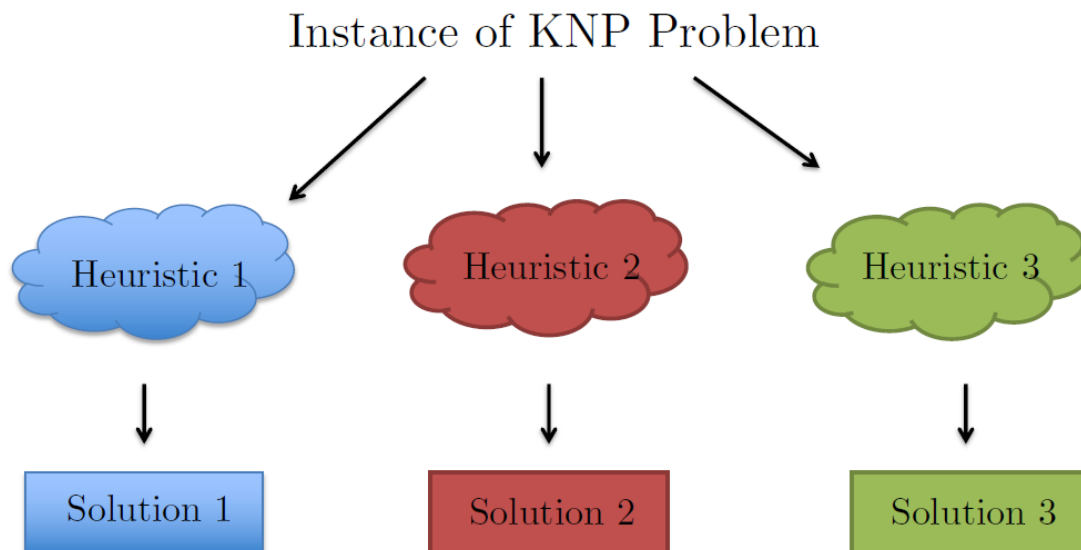 Instance of KNP Problem
Heuristic 1
Heuristic 2
Heuristic 3
Solution 1
Solution 2
Solution 3